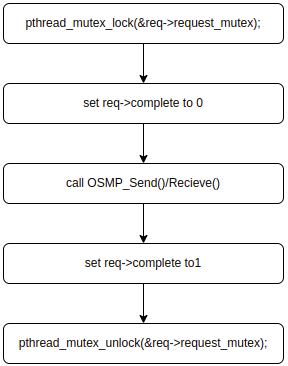 pthread_mutex_lock(&req->request_mutex);
set req->complete to 0
call OSMP_Send()/Recieve()
set req->complete to1
pthread_mutex_unlock(&req->request_mutex);